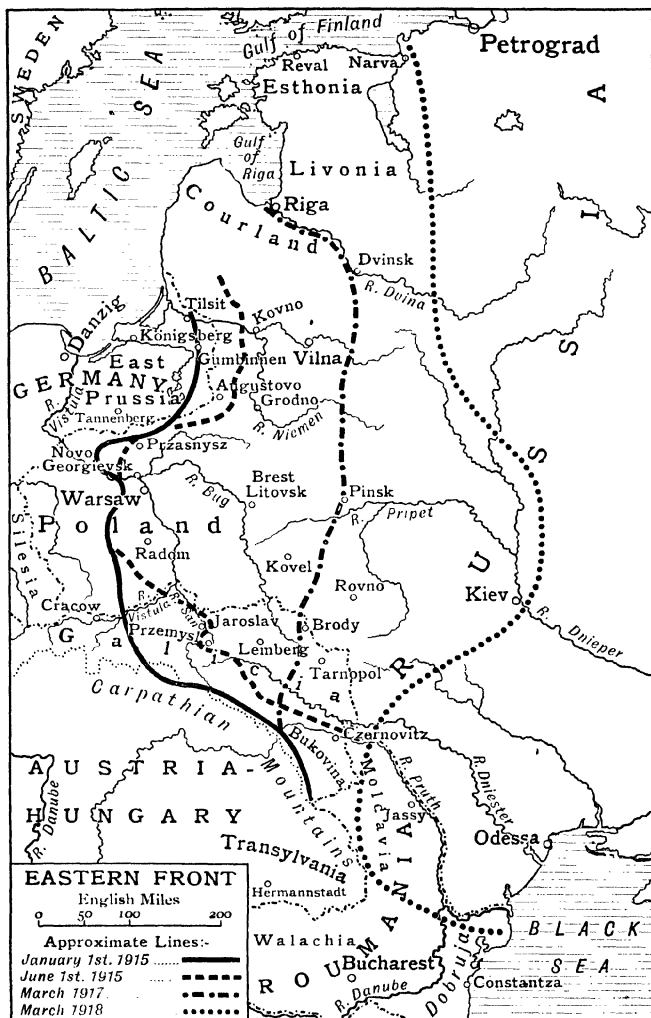 Gulf of Finland
Petrograd
SWEDEN
Reval
Narva
Esthonia
BALTIC SEA
Gulf
of
Riga
Livonia
RUSSIA
Riga
Courland
Dvinsk
R. Dvina
Tilsit
Kovno
Danzig
Königsberg
Gumbinnen
Vilna
East
Prussia
GERMANY
Augustovo
Grodno
R.
Vistula
Tannenberg
R. Niemen
Przasnysz
Novo
Georgievsk
R. Bug
Brest
Litovsk
Warsaw
Pinsk
R. Pripet
Poland
Silesia
Radom
Kovel
Rovno
Kiev
R.
Vistula
R. San
Cracow
Jaroslav
R. Dnieper
Galicia
Przemysl
Brody
Lemberg
Tarnopol
Carpathian
Mountains
Czernovitz
Bukovina
AUSTRIA-
HUNGARY
Moldavia
R. Pruth
R. Dniester
R. Danube
Jassy
Odessa
Transylvania
Hermannstadt
EASTERN FRONT
English Miles
0 50 100 200
Approximate Lines:-
January 1st. 1915
June 1st. 1915
March 1917
March 1918
Walachia
ROUMANIA
Bucharest
R. Danube
Dobruja
Constantza
BLACK
SEA